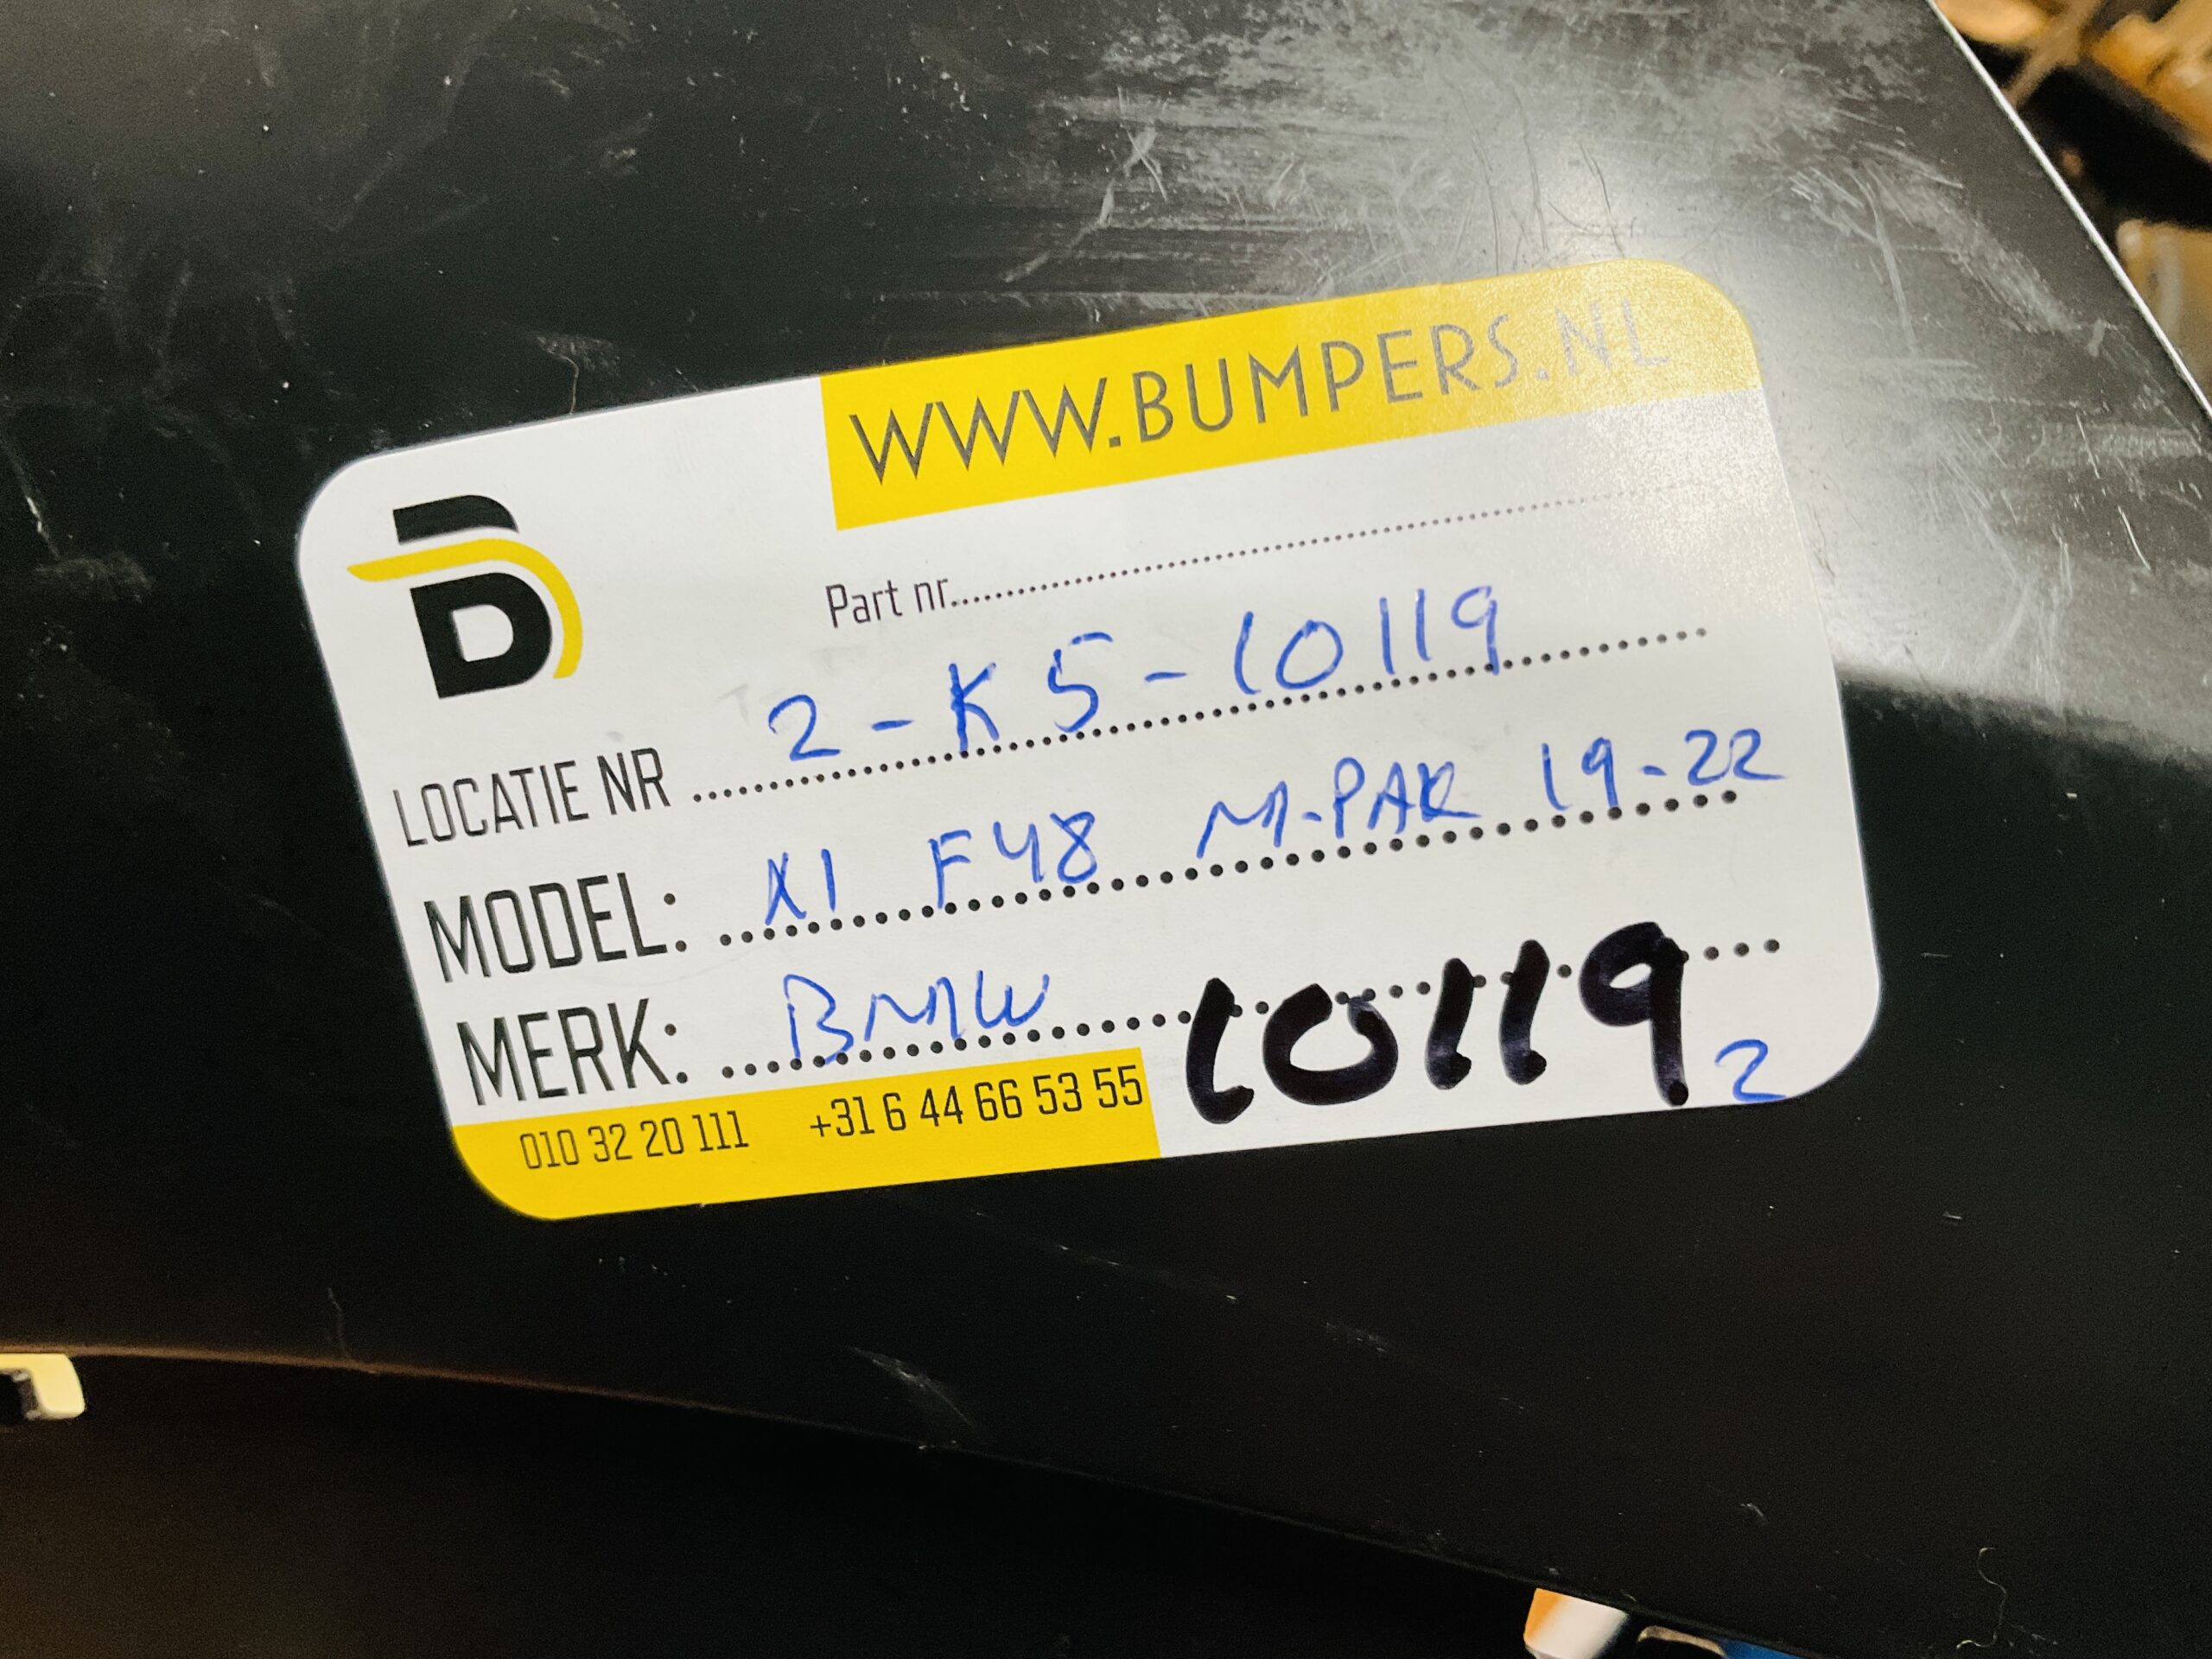 WWW.BUMPERS.NL
B
Part nr.
LOCATIE NR 2-K5-10119
MODEL: X1 F48 M-PAK 19-22
MERK: BMW
10119 2
010 32 20 111 +31 6 44 66 53 55